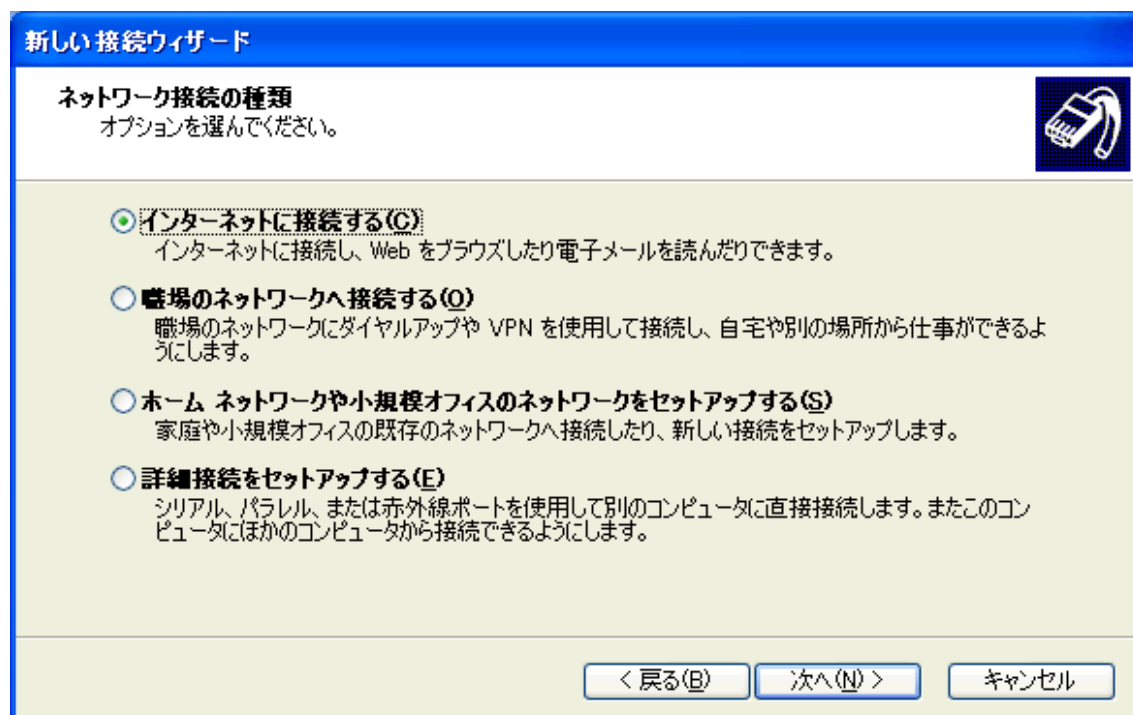 新しい接続ウィザード
ネットワーク接続の種類
オプションを選んでください。
インターネットに接続する(C)
インターネットに接続し、Web をブラウズしたり電子メールを読んだりできます。
職場のネットワークへ接続する(O)
職場のネットワークにダイヤルアップや VPN を使用して接続し、自宅や別の場所から仕事ができるよ
うにします。
ホーム ネットワークや小規模オフィスのネットワークをセットアップする(S)
家庭や小規模オフィスの既存のネットワークへ接続したり、新しい接続をセットアップします。
詳細接続をセットアップする(E)
シリアル、パラレル、または赤外線ポートを使用して別のコンピュータに直接接続します。またこのコン
ピュータにほかのコンピュータから接続できるようにします。
< 戻る(B)
次へ(N) >
キャンセル